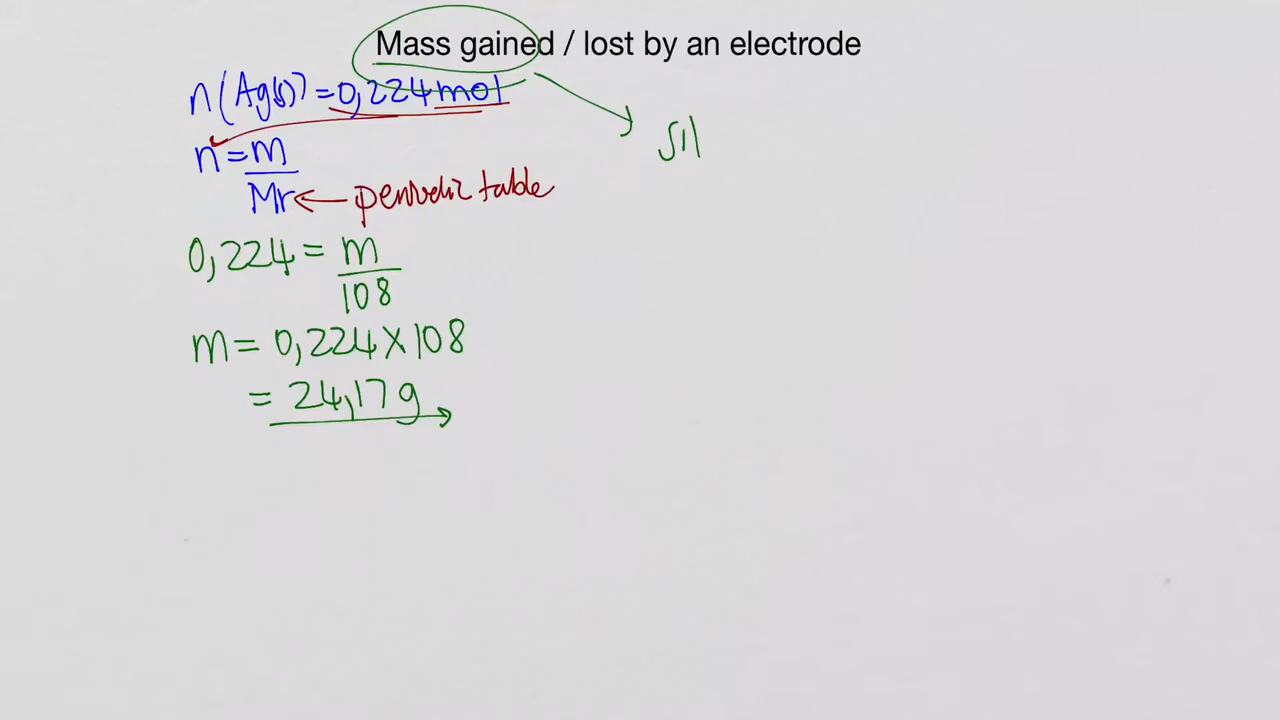 Mass gained / lost by an electrode
n(Ag(s)) = 0,224 mol
n = m
Mr ← periodic table
0,224 = m
108
m = 0,224 × 108
= 24,17 g
sil